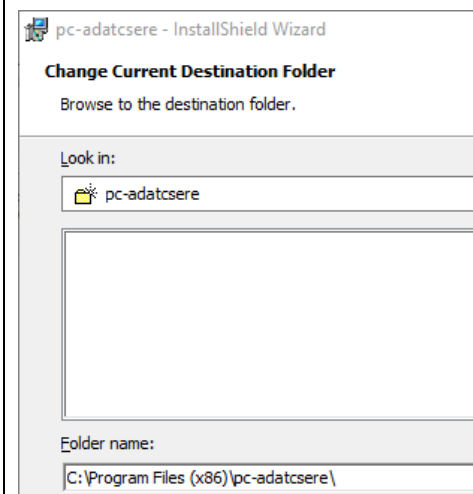 pc-adatcsere - InstallShield Wizard
Change Current Destination Folder
Browse to the destination folder.
Look in:
pc-adatcsere
Folder name:
C:\Program Files (x86)\pc-adatcsere\